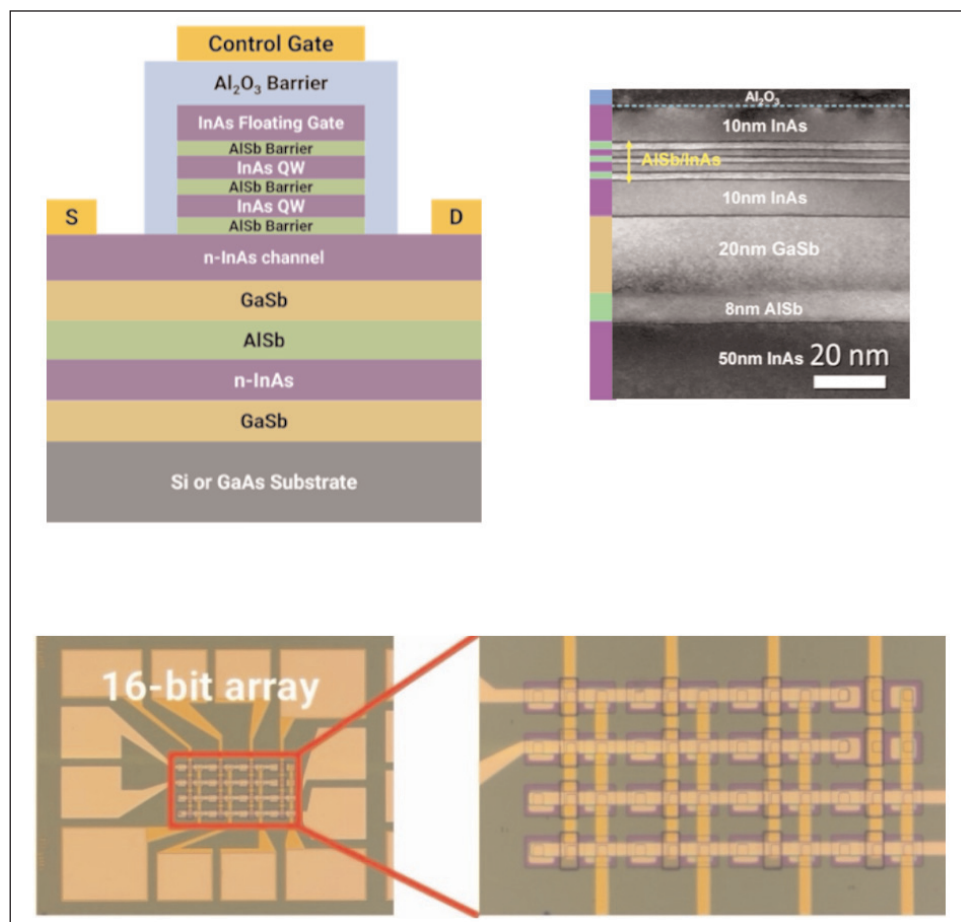 Control Gate
Al₂O₃ Barrier
InAs Floating Gate
AlSb Barrier
InAs QW
AlSb Barrier
InAs QW
AlSb Barrier
S
D
n-InAs channel
GaSb
AlSb
n-InAs
GaSb
Si or GaAs Substrate
Al₂O₃
10nm InAs
AlSb/InAs
10nm InAs
20nm GaSb
8nm AlSb
50nm InAs
20 nm
16-bit array